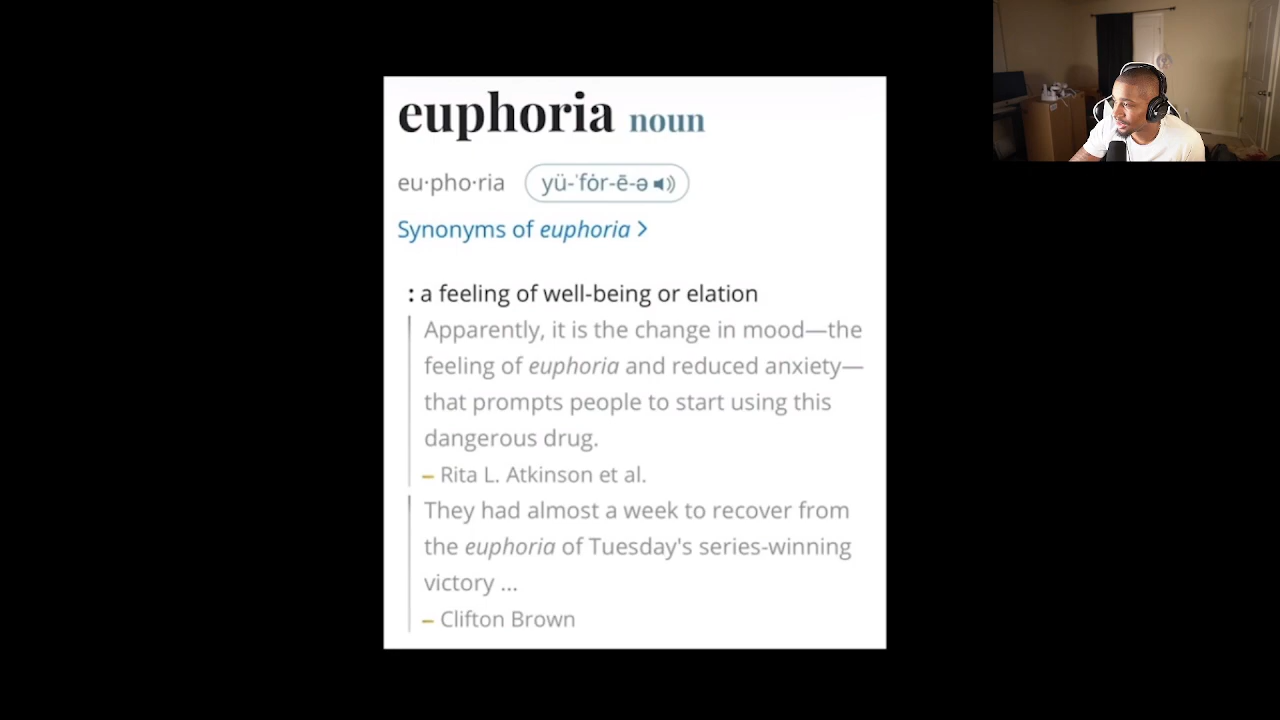 euphoria noun
eu·pho·ria yü-ˈfȯr-ē-ə
Synonyms of euphoria >
: a feeling of well-being or elation
Apparently, it is the change in mood—the
feeling of euphoria and reduced anxiety—
that prompts people to start using this
dangerous drug.
– Rita L. Atkinson et al.
They had almost a week to recover from
the euphoria of Tuesday's series-winning
victory ...
– Clifton Brown